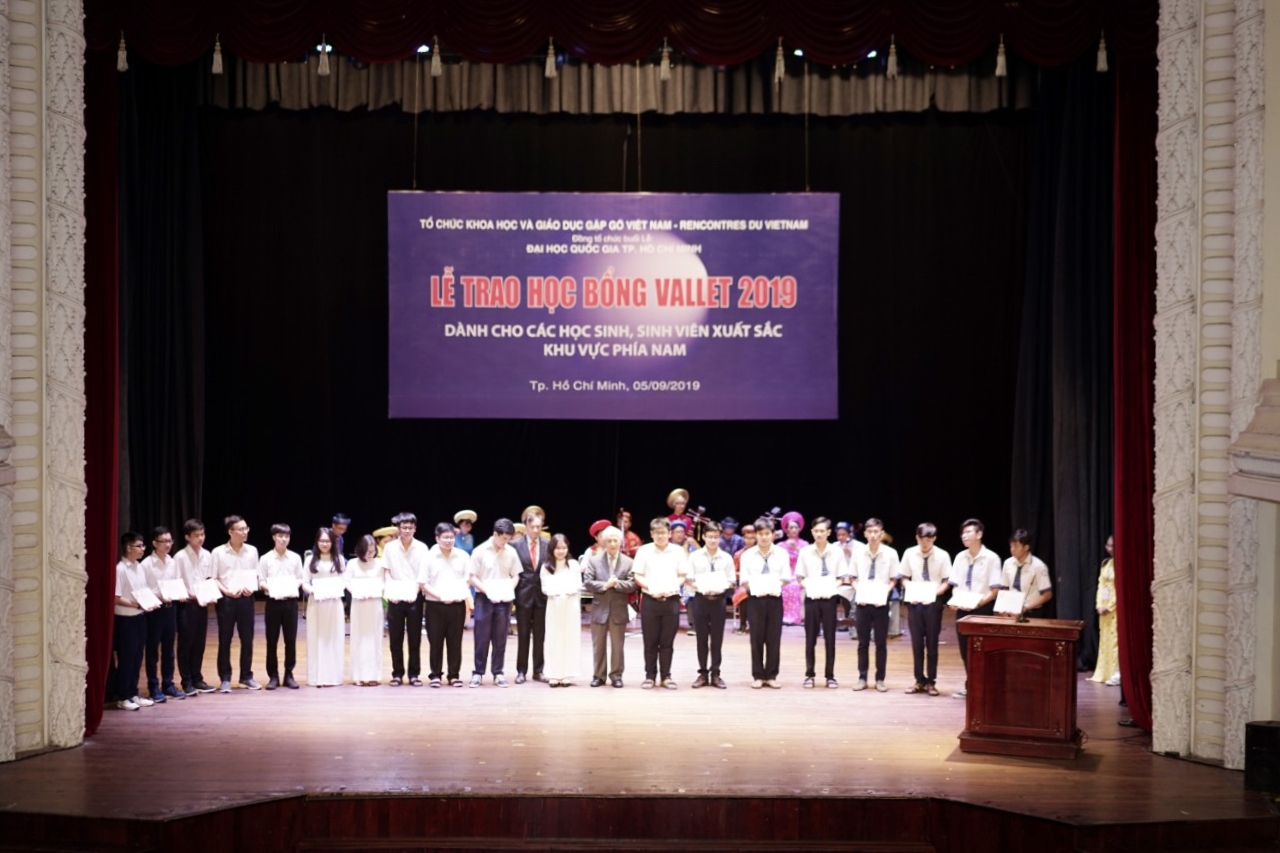 TỔ CHỨC KHOA HỌC VÀ GIÁO DỤC GẶP GỠ VIỆT NAM - RENCONTRES DU VIETNAM
Đồng tổ chức buổi Lễ
ĐẠI HỌC QUỐC GIA TP. HỒ CHÍ MINH
LỄ TRAO HỌC BỔNG VALLET 2019
DÀNH CHO CÁC HỌC SINH, SINH VIÊN XUẤT SẮC
KHU VỰC PHÍA NAM
Tp. Hồ Chí Minh, 05/09/2019